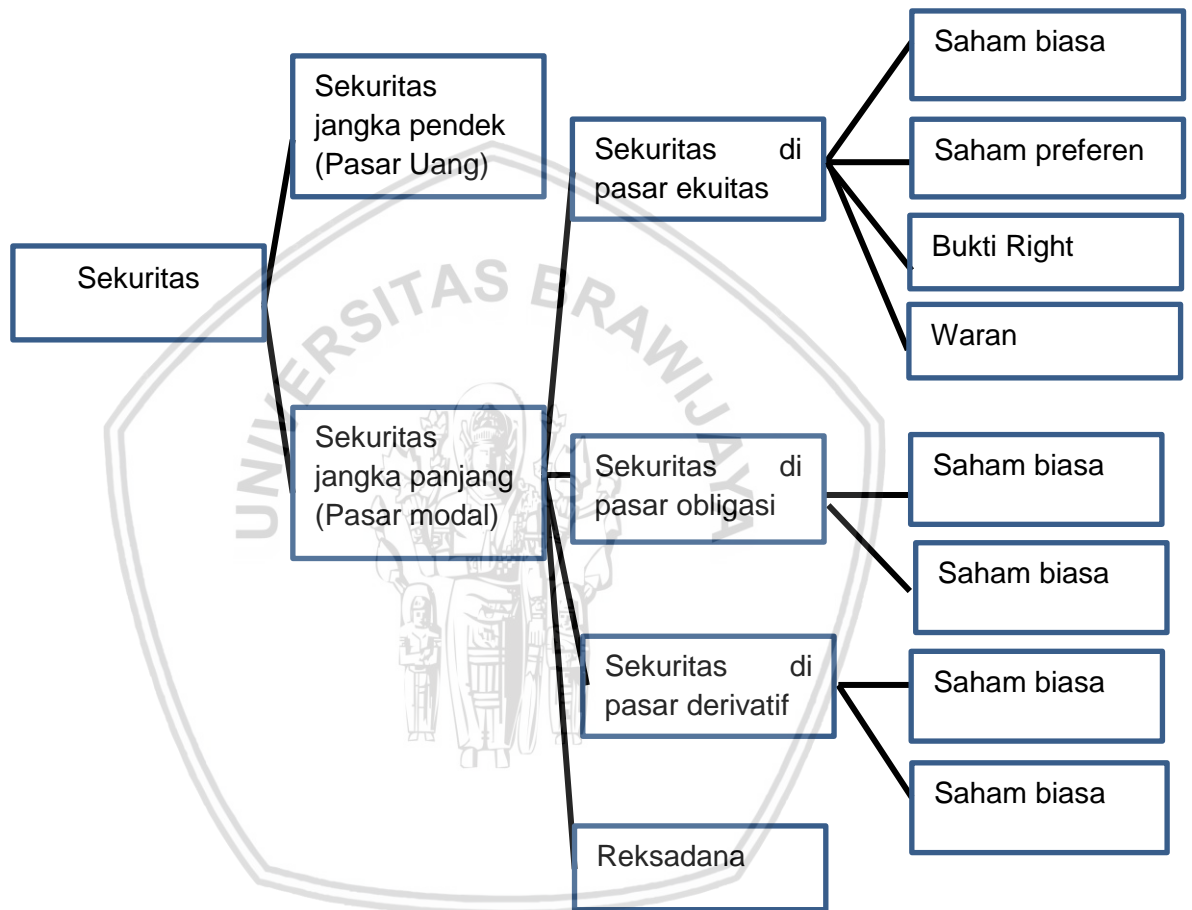 Sekuritas
Sekuritas
jangka pendek
(Pasar Uang)
Sekuritas
jangka panjang
(Pasar modal)
Sekuritas di
pasar ekuitas
Sekuritas di
pasar obligasi
Sekuritas di
pasar derivatif
Reksadana
Saham biasa
Saham preferen
Bukti Right
Waran
Saham biasa
Saham biasa
Saham biasa
Saham biasa
UNIVERSITAS BRAWIJAYA